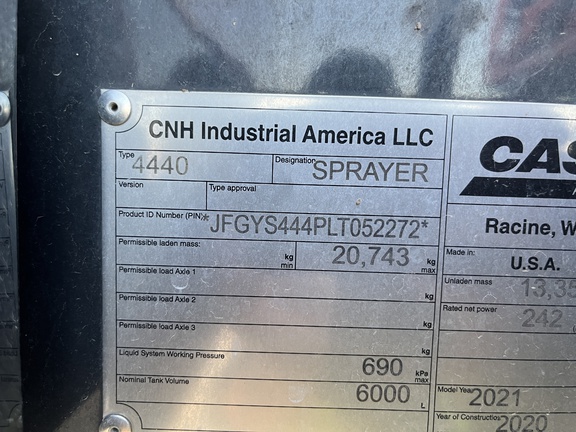 CNH Industrial America LLC
Type 4440 Designation SPRAYER
Version Type approval
Product ID Number (PIN) *JFGYS444PLT052272*
Permissible laden mass: kg min 20,743 kg max
Permissible load Axle 1 kg
Permissible load Axle 2 kg
Permissible load Axle 3 kg
Liquid System Working Pressure 690 kPa max
Nominal Tank Volume 6000 L
Racine,
Made in: U.S.A.
Unladen mass
Rated net power 242
Model Year 2021
Year of Construction 2020